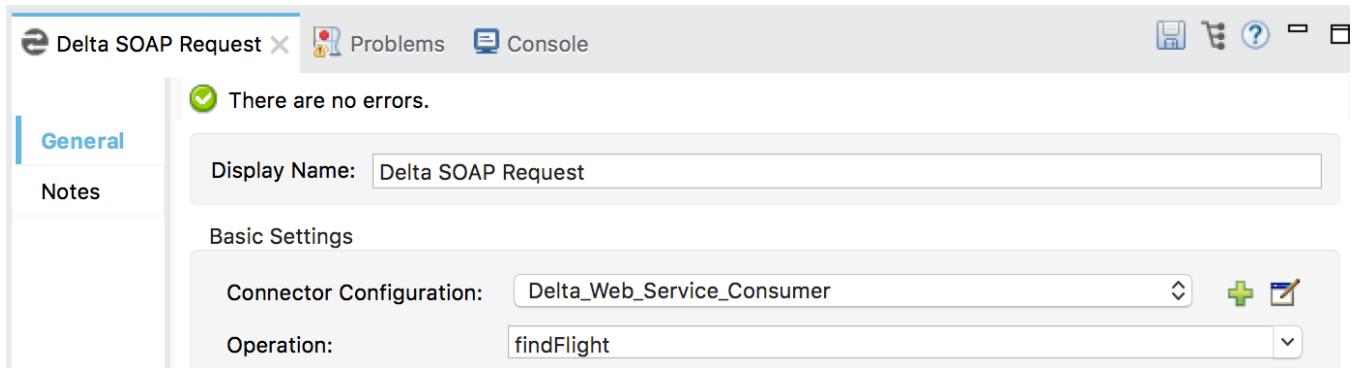 Delta SOAP Request Problems Console
There are no errors.
General
Display Name: Delta SOAP Request
Notes
Basic Settings
Connector Configuration: Delta_Web_Service_Consumer
Operation: findFlight